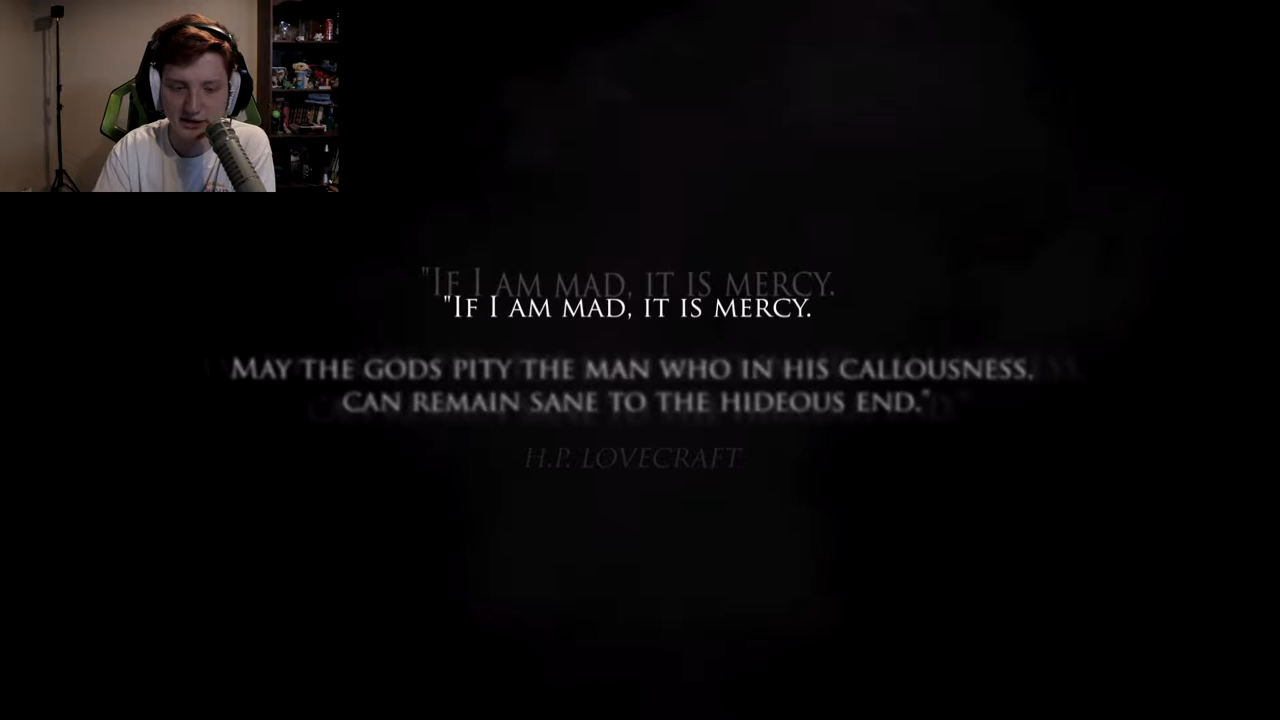 "If I am mad, it is mercy.
"If I am mad, it is mercy.
May the gods pity the man who in his callousness,
can remain sane to the hideous end."
H.P. Lovecraft